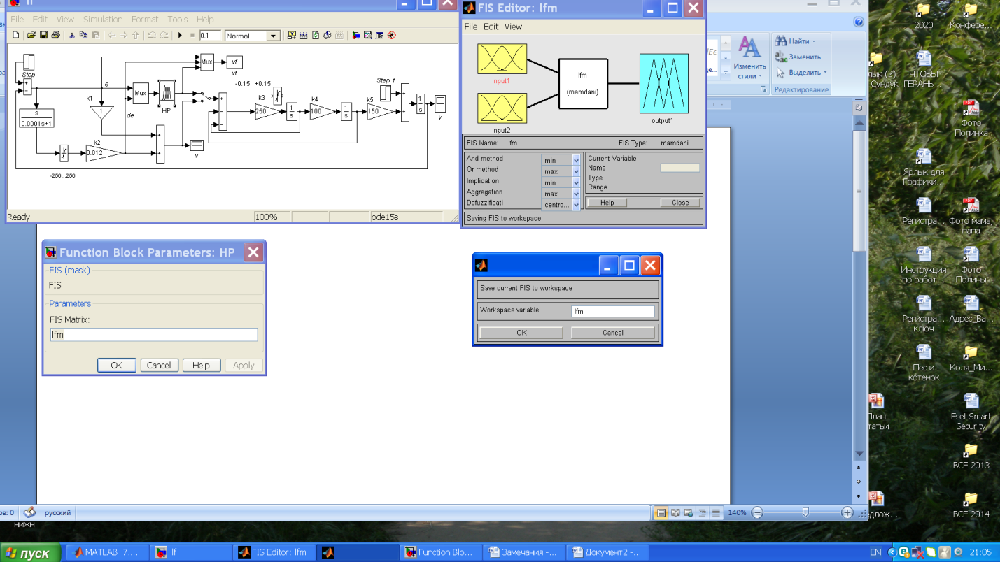 lf
File Edit View Simulation Format Tools Help
0.1 Normal
Step
e
k1
1
de
Mux
Mux
vf
vf
HP
s
0.0001s+1
k2
0.012
-250...250
v
-0.15, +0.15
k3
250
1
s
k4
100
1
s
k5
150
Step f
1
s
y
Ready 100% ode15s
FIS Editor: lfm
File Edit View
input1
input2
lfm
(mamdani)
output1
FIS Name: lfm FIS Type: mamdani
And method min
Or method max
Implication min
Aggregation max
Defuzzificati centro...
Current Variable
Name
Type
Range
Help Close
Saving FIS to workspace
Function Block Parameters: HP
FIS (mask)
FIS
Parameters
FIS Matrix:
lfm
OK Cancel Help Apply
Save current FIS to workspace
Workspace variable lfm
OK Cancel
Изменить
стили
Найти
Заменить
Выделить
Редактирование
2020
Конфере...
лык (2)
Сундук
ЧТОБЫ
ГЕРАНЬ ...
Фото
Полинка
Ярлык для
Графики...
Регистра...
Фото мама,
папа
Инструкция
по работ...
Фото
Полины
Регистра...
ключ
Адрес_Ва...
Пес и
котенок
Коля_Ми...
План
татьи
Eset Smart
Security
ВСЕ 2013
едлож...
ВСЕ 2014
ов: 0 русский 140%
нижн
пуск MATLAB 7.... lf FIS Editor: lfm Function Blo... Замечания -... Документ2 -... EN 21:05